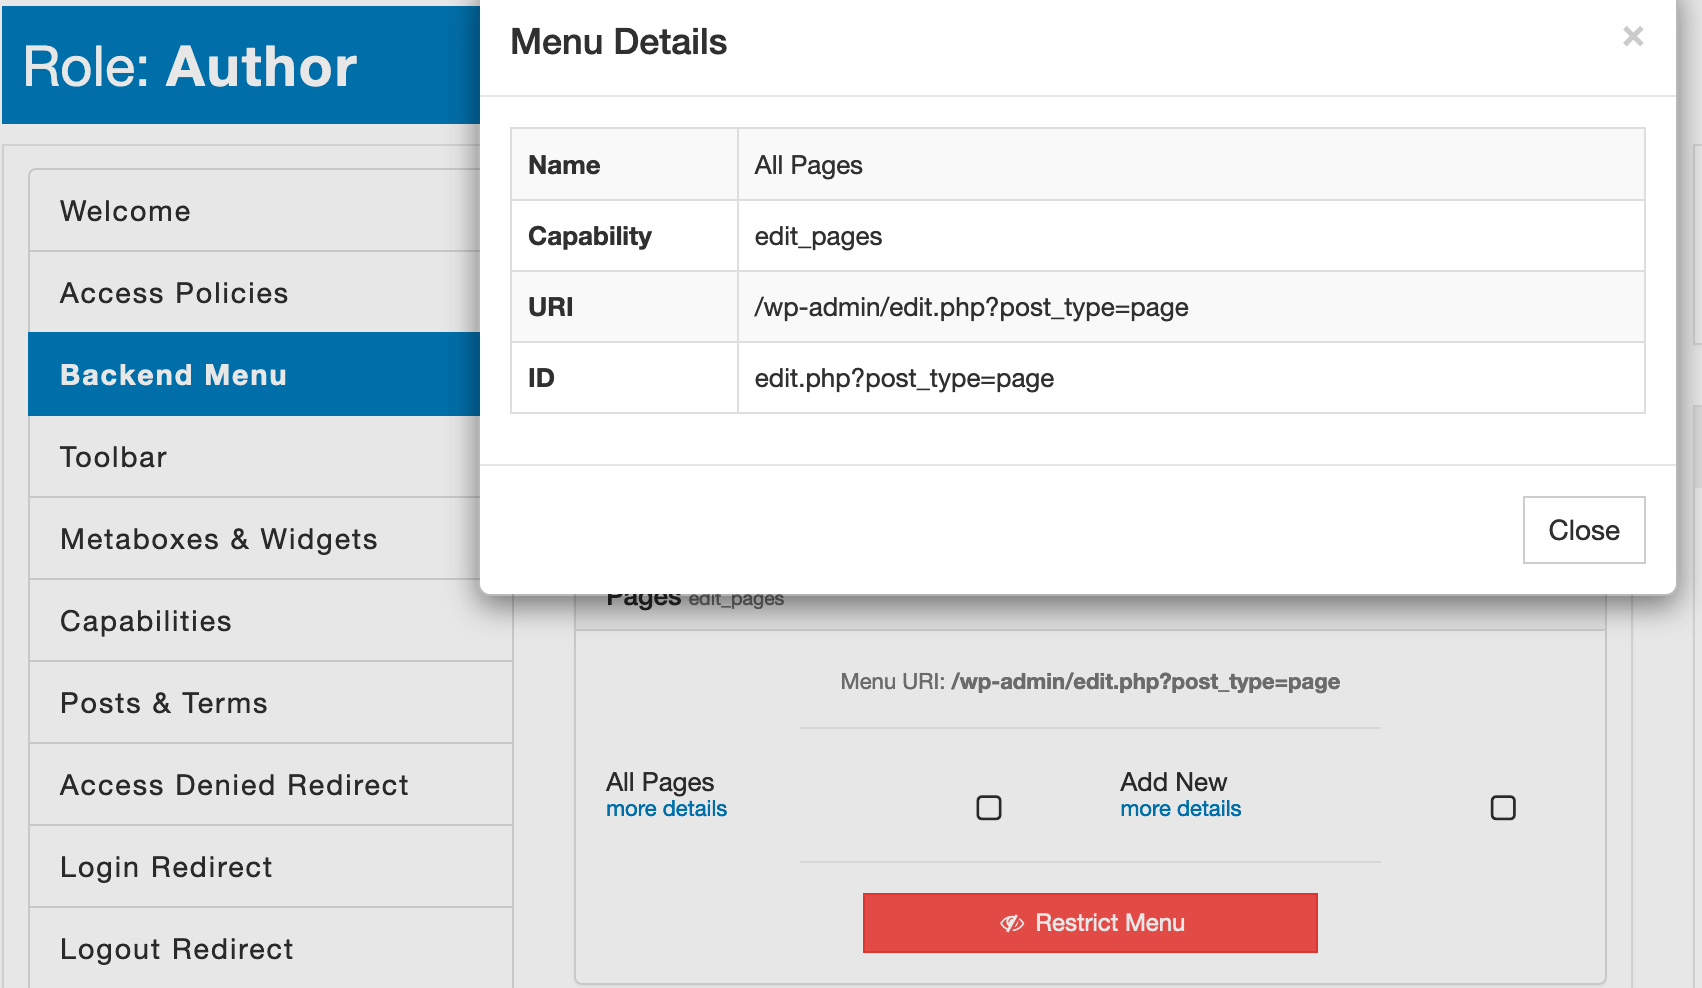 Role: Author
Welcome
Access Policies
Backend Menu
Toolbar
Metaboxes & Widgets
Capabilities
Posts & Terms
Access Denied Redirect
Login Redirect
Logout Redirect
Menu Details
×
Name All Pages
Capability edit_pages
URI /wp-admin/edit.php?post_type=page
ID edit.php?post_type=page
Close
Pages edit_pages
Menu URI: /wp-admin/edit.php?post_type=page
All Pages
more details
Add New
more details
Restrict Menu